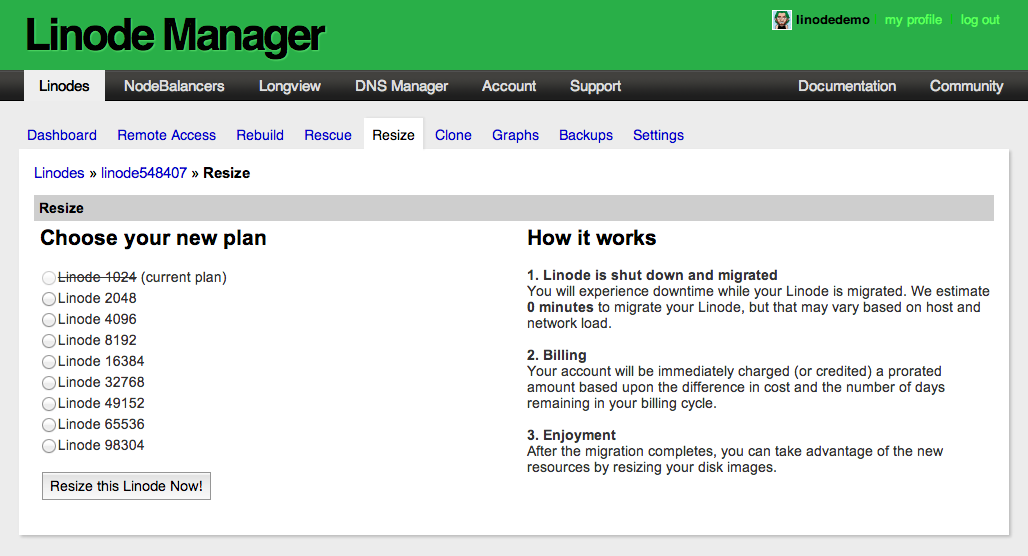 Linode Manager
linodedemo my profile log out
Linodes NodeBalancers Longview DNS Manager Account Support Documentation Community
Dashboard Remote Access Rebuild Rescue Resize Clone Graphs Backups Settings
Linodes » linode548407 » Resize
Resize
Choose your new plan
Linode 1024 (current plan)
Linode 2048
Linode 4096
Linode 8192
Linode 16384
Linode 32768
Linode 49152
Linode 65536
Linode 98304
Resize this Linode Now!
How it works
1. Linode is shut down and migrated
You will experience downtime while your Linode is migrated. We estimate
0 minutes to migrate your Linode, but that may vary based on host and
network load.
2. Billing
Your account will be immediately charged (or credited) a prorated
amount based upon the difference in cost and the number of days
remaining in your billing cycle.
3. Enjoyment
After the migration completes, you can take advantage of the new
resources by resizing your disk images.